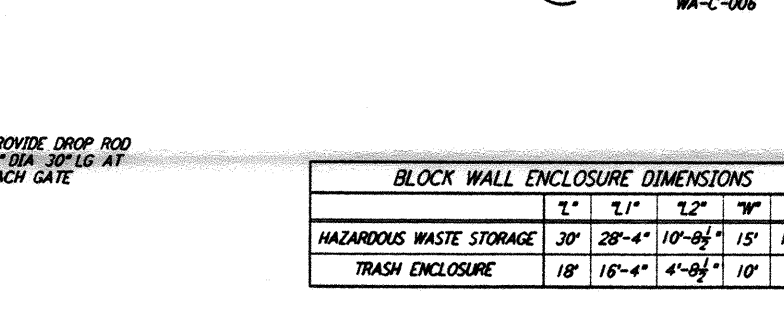 WA-C-006
ROVIDE DROP ROD
" DIA 30" LG AT
ACH GATE
BLOCK WALL ENCLOSURE DIMENSIONS
"L" "L1" "L2" "W"
HAZARDOUS WASTE STORAGE 30' 28'-4" 10'-8½" 15'
TRASH ENCLOSURE 18' 16'-4" 4'-8½" 10'